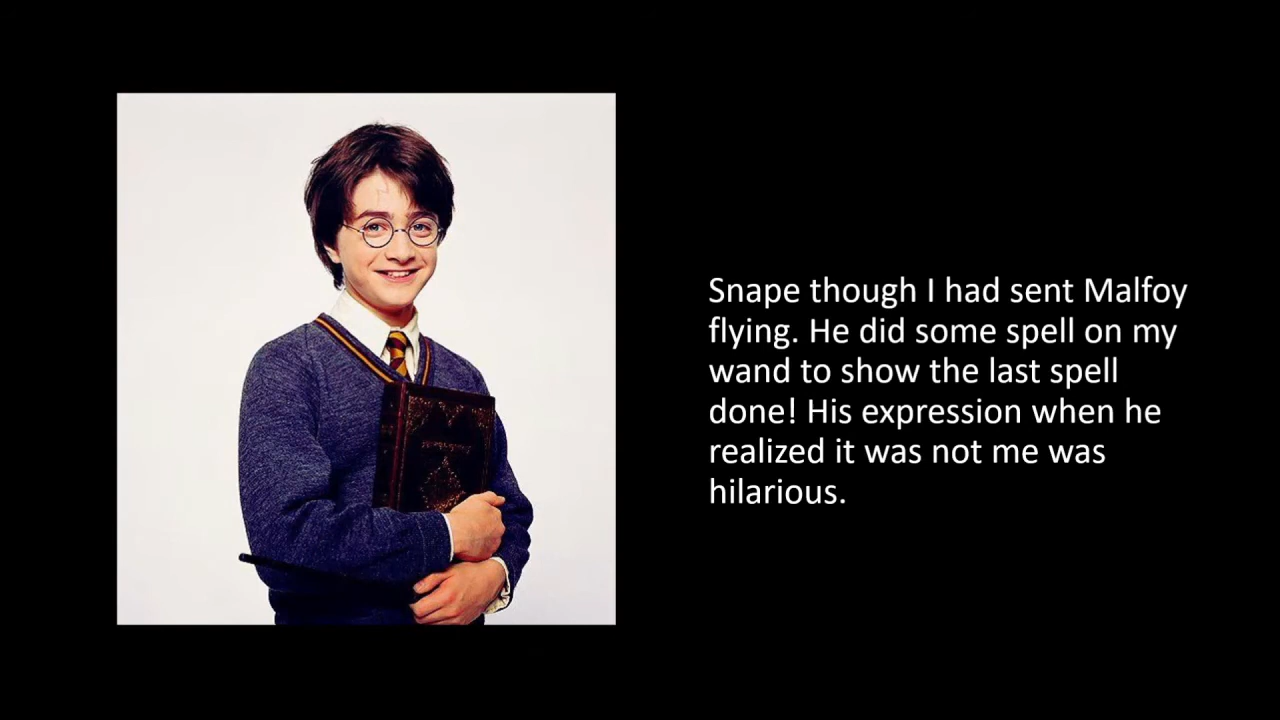 Snape though I had sent Malfoy
flying. He did some spell on my
wand to show the last spell
done! His expression when he
realized it was not me was
hilarious.